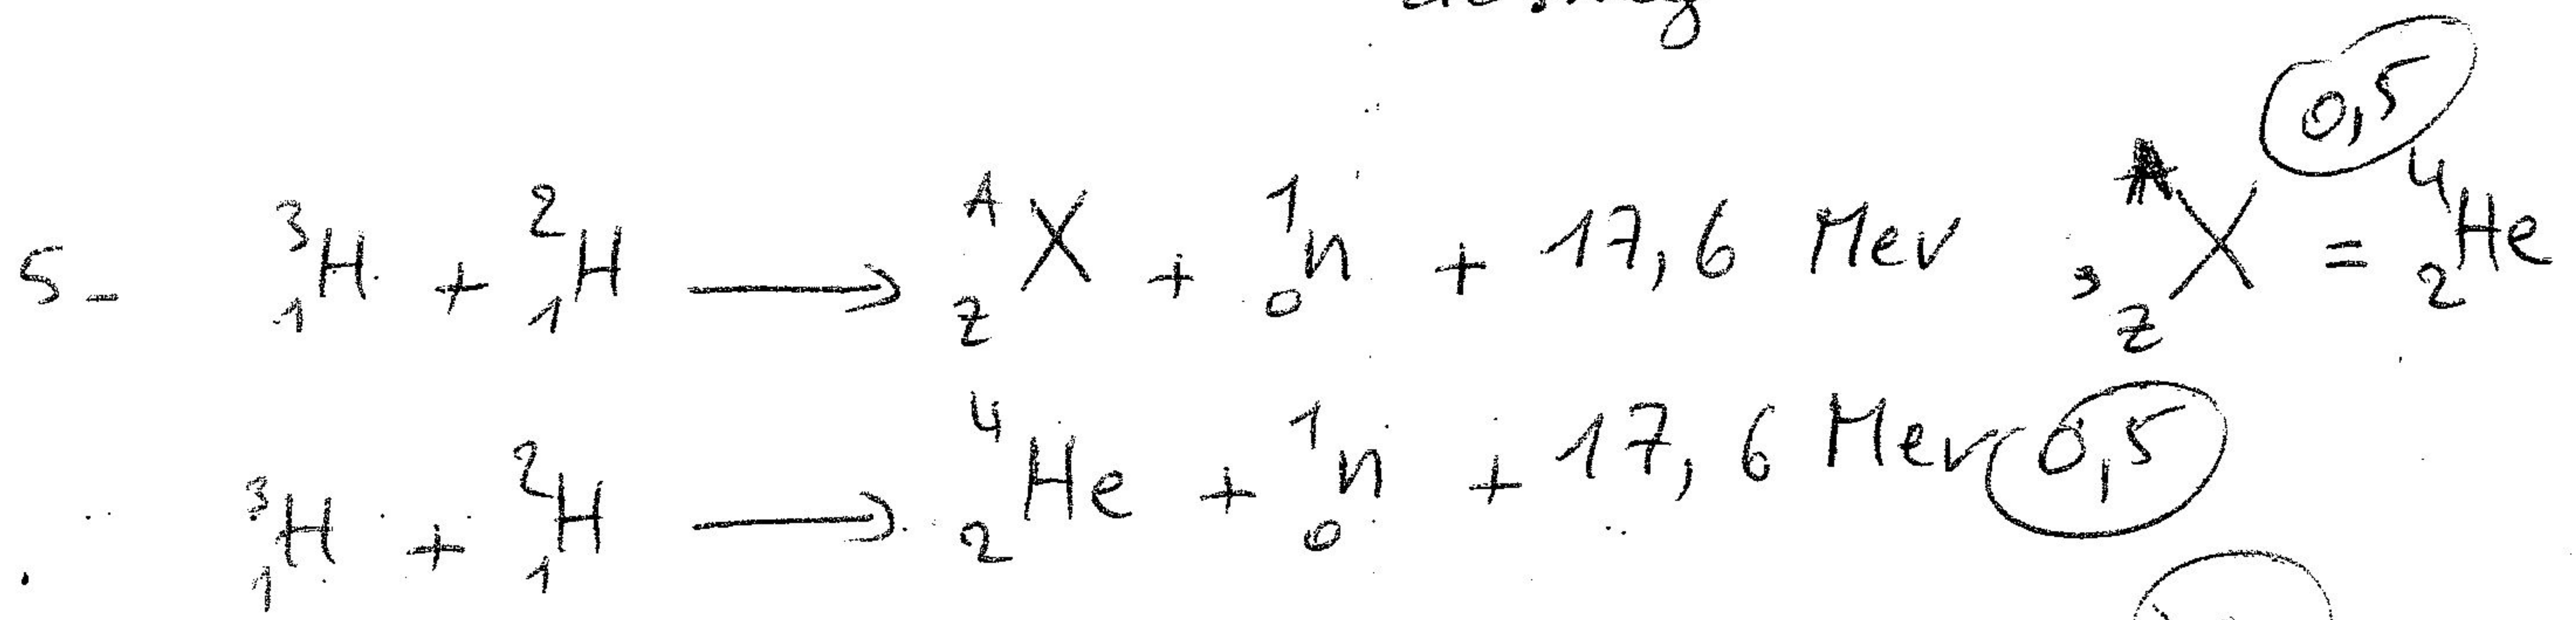 5- ³₁H + ²₁H ⟶ ᴬ_Z X + ¹₀n + 17,6 Mev ; ᴬ_Z X = ⁴₂He 0,5
³₁H + ²₁H ⟶ ⁴₂He + ¹₀n + 17,6 Mev 0,5